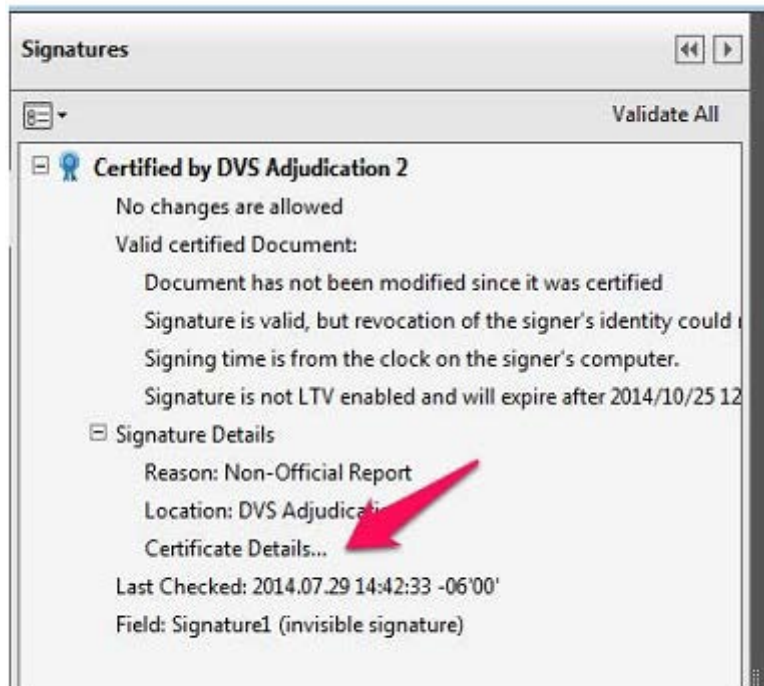 Signatures
Validate All
Certified by DVS Adjudication 2
No changes are allowed
Valid certified Document:
Document has not been modified since it was certified
Signature is valid, but revocation of the signer's identity could
Signing time is from the clock on the signer's computer.
Signature is not LTV enabled and will expire after 2014/10/25 12
Signature Details
Reason: Non-Official Report
Location: DVS
Certificate Details...
Last Checked: 2014.07.29 14:42:33 -06'00'
Field: Signature1 (invisible signature)